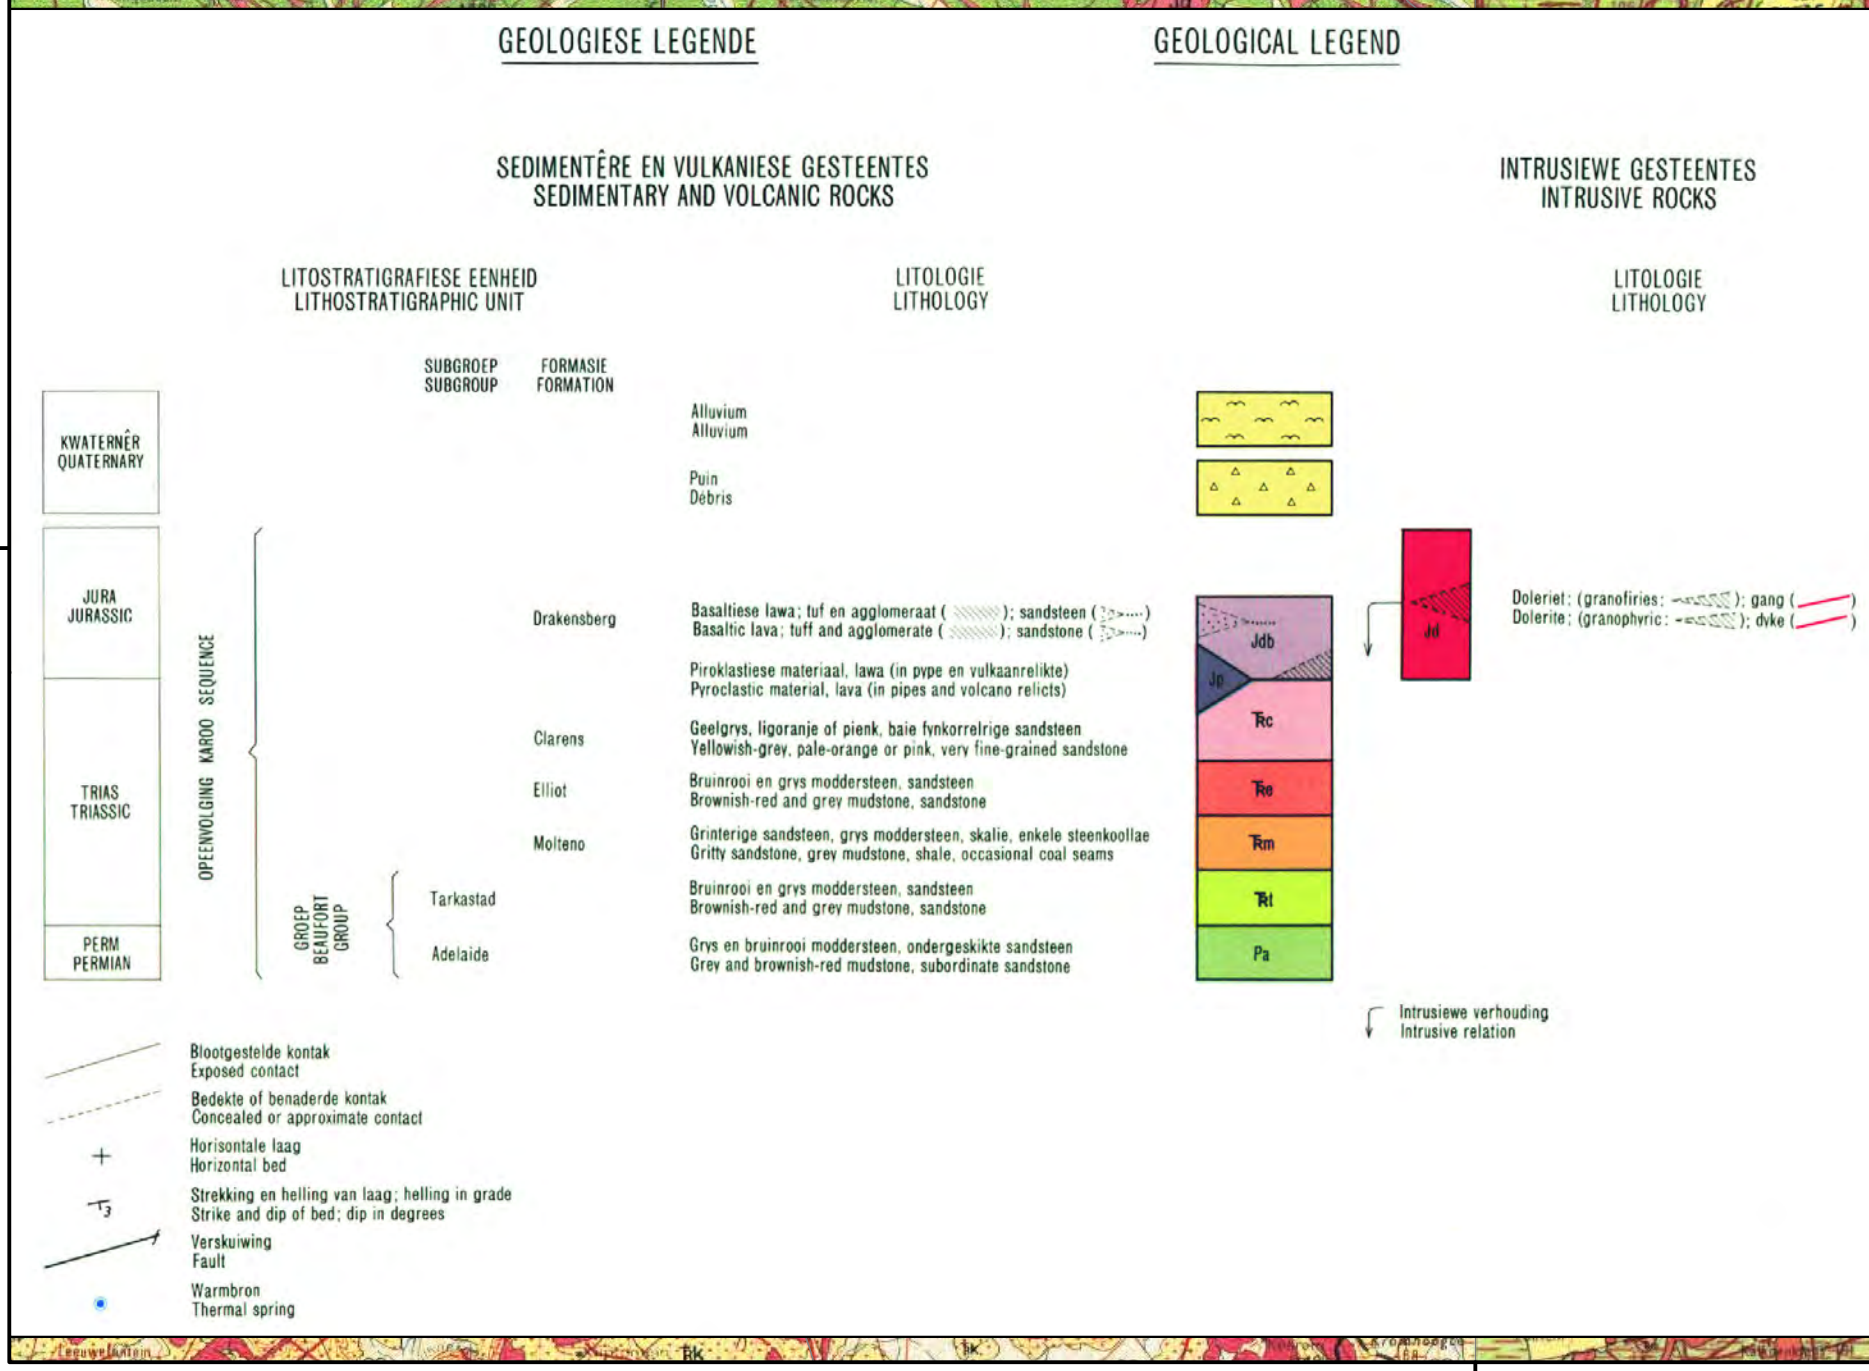 GEOLOGIESE LEGENDE
GEOLOGICAL LEGEND
SEDIMENTÊRE EN VULKANIESE GESTEENTES
SEDIMENTARY AND VOLCANIC ROCKS
INTRUSIEWE GESTEENTES
INTRUSIVE ROCKS
LITOSTRATIGRAFIESE EENHEID
LITHOSTRATIGRAPHIC UNIT
LITOLOGIE
LITHOLOGY
LITOLOGIE
LITHOLOGY
SUBGROEP
SUBGROUP
FORMASIE
FORMATION
KWATERNÊR
QUATERNARY
Alluvium
Alluvium
Puin
Debris
JURA
JURASSIC
TRIAS
TRIASSIC
PERM
PERMIAN
OPEENVOLGING KAROO SEQUENCE
GROEP
BEAUFORT
GROUP
Drakensberg
Basaltiese lawa; tuf en agglomeraat ( ); sandsteen ( )
Basaltic lava; tuff and agglomerate ( ); sandstone ( )
Jdb
Piroklastiese materiaal, lawa (in pype en vulkaanrelikte)
Pyroclastic material, lava (in pipes and volcano relicts)
Jp
Clarens
Geelgrys, ligoranje of pienk, baie fynkorrelrige sandsteen
Yellowish-grey, pale-orange or pink, very fine-grained sandstone
TRc
Elliot
Bruinrooi en grys moddersteen, sandsteen
Brownish-red and grey mudstone, sandstone
TRe
Molteno
Grinterige sandsteen, grys moddersteen, skalie, enkele steenkoollae
Gritty sandstone, grey mudstone, shale, occasional coal seams
TRm
Tarkastad
Bruinrooi en grys moddersteen, sandsteen
Brownish-red and grey mudstone, sandstone
TRt
Adelaide
Grys en bruinrooi moddersteen, ondergeskikte sandsteen
Grey and brownish-red mudstone, subordinate sandstone
Pa
Jd
Doleriet; (granofiries: ); gang ( )
Dolerite; (granophyric: ); dyke ( )
Intrusiewe verhouding
Intrusive relation
Blootgestelde kontak
Exposed contact
Bedekte of benaderde kontak
Concealed or approximate contact
Horisontale laag
Horizontal bed
3
Strekking en helling van laag; helling in grade
Strike and dip of bed; dip in degrees
Verskuiwing
Fault
Warmbron
Thermal spring
Leeuwefontein
Rk